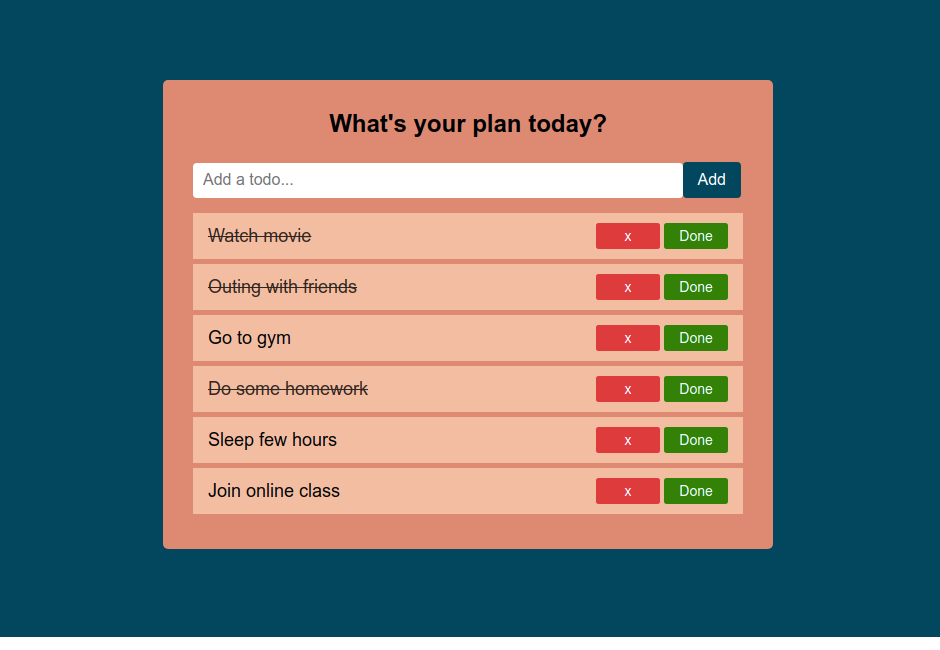 What's your plan today?
Add a todo... Add
Watch movie x Done
Outing with friends x Done
Go to gym x Done
Do some homework x Done
Sleep few hours x Done
Join online class x Done